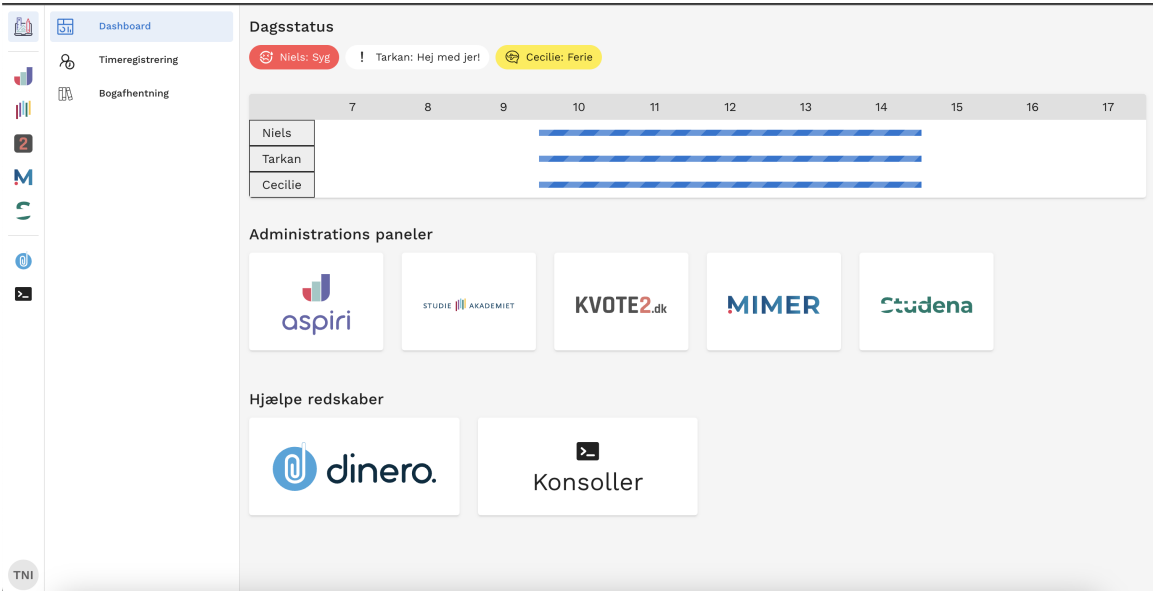 Dashboard
Timeregistrering
Bogafhentning
2
TNI
Dagsstatus
Niels: Syg
! Tarkan: Hej med jer!
Cecilie: Ferie
7 8 9 10 11 12 13 14 15 16 17
Niels
Tarkan
Cecilie
Administrations paneler
aspiri
STUDIE AKADEMIET
KVOTE2.dk
MIMER
Studena
Hjælpe redskaber
dinero.
Konsoller